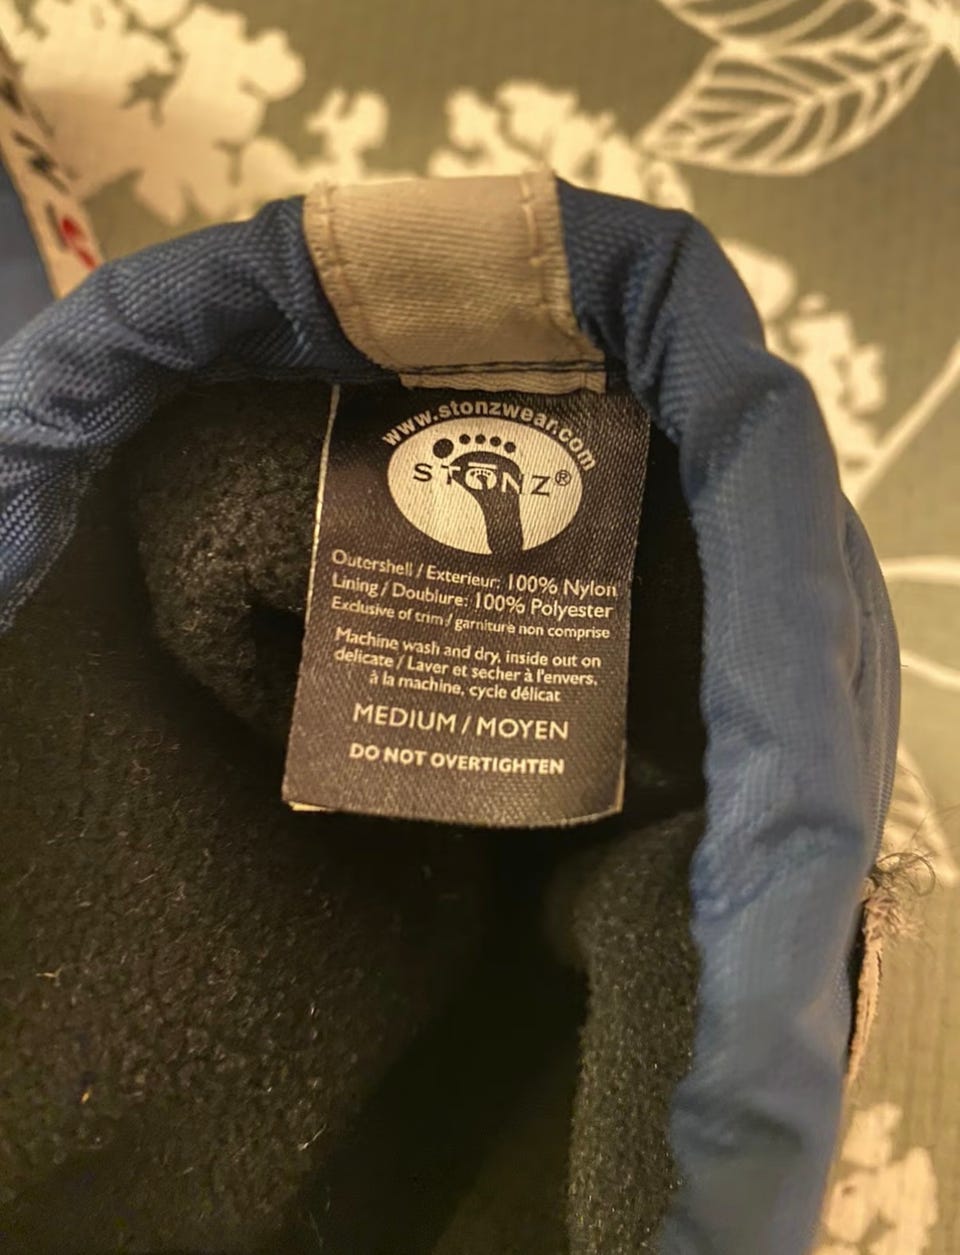 www.stonzwear.com
STŌNZ®
Outershell / Exterieur: 100% Nylon
Lining / Doublure: 100% Polyester
Exclusive of trim / garniture non comprise
Machine wash and dry, inside out on
delicate / Laver et secher à l'envers,
à la machine, cycle délicat
MEDIUM / MOYEN
DO NOT OVERTIGHTEN